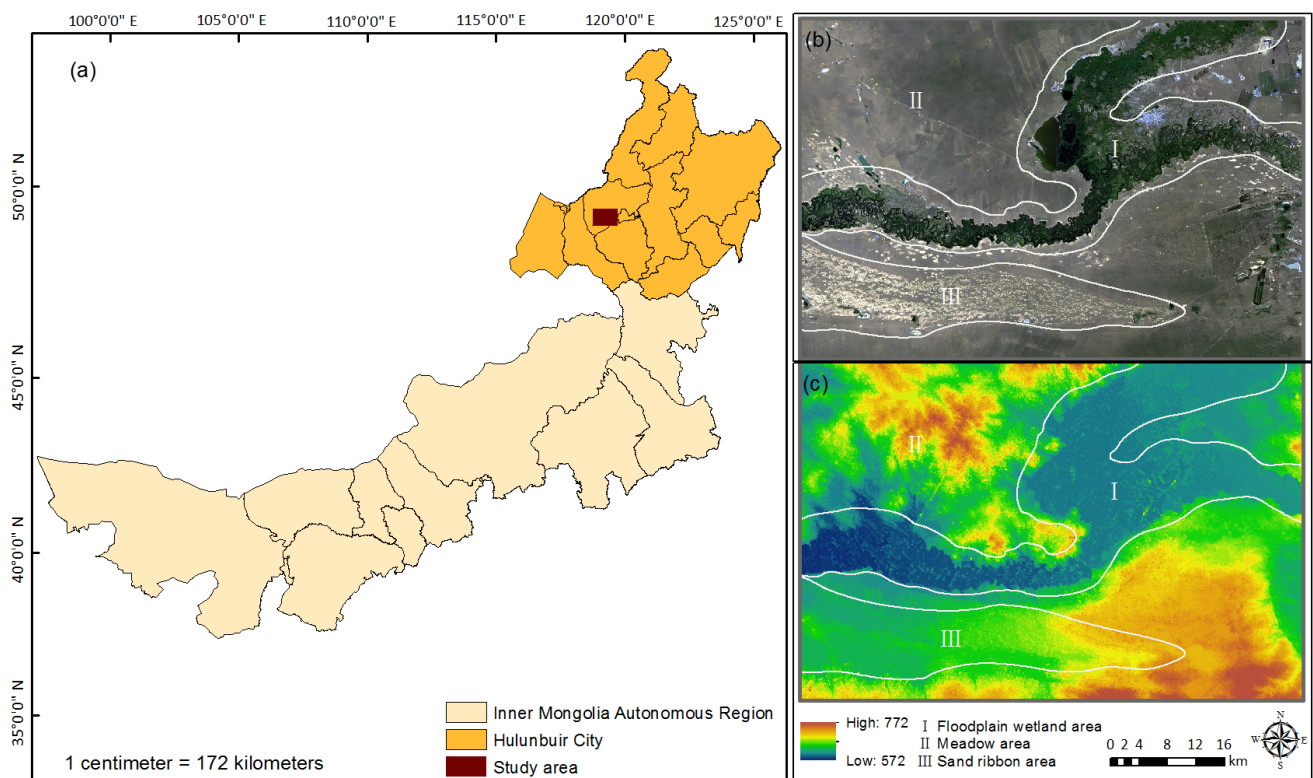 100°0'0" E 105°0'0" E 110°0'0" E 115°0'0" E 120°0'0" E 125°0'0" E
(a)
50°0'0" N
45°0'0" N
40°0'0" N
35°0'0" N
Inner Mongolia Autonomous Region
Hulunbuir City
Study area
1 centimeter = 172 kilometers
(b)
II
I
III
(c)
II
I
III
High: 772
Low: 572
I Floodplain wetland area
II Meadow area
III Sand ribbon area
N
W E
S
0 2 4 8 12 16
km